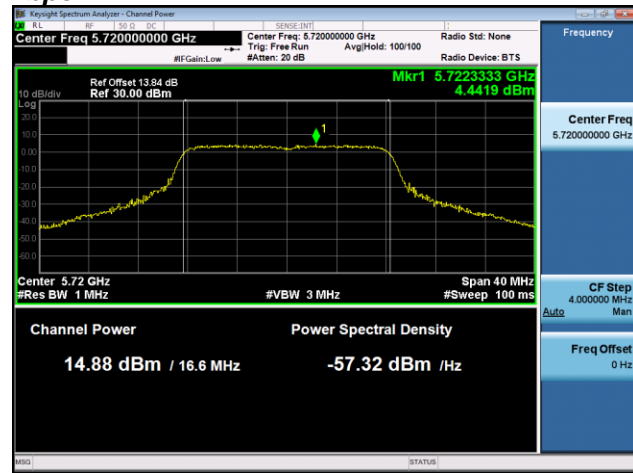 Keysight Spectrum Analyzer - Channel Power
RL RF 50 Ω DC SENSE:INT
Center Freq 5.720000000 GHz
Center Freq: 5.720000000 GHz Radio Std: None
Trig: Free Run Avg|Hold: 100/100
#IFGain:Low #Atten: 20 dB Radio Device: BTS
Frequency
Ref Offset 13.84 dB Mkr1 5.7223333 GHz
10 dB/div Ref 30.00 dBm 4.4419 dBm
Log
20.0
10.0
0.00
-10.0
-20.0
-30.0
-40.0
-50.0
-60.0
1
Center 5.72 GHz Span 40 MHz
#Res BW 1 MHz #VBW 3 MHz #Sweep 100 ms
Channel Power Power Spectral Density
14.88 dBm / 16.6 MHz -57.32 dBm /Hz
Center Freq
5.720000000 GHz
CF Step
4.000000 MHz
Auto Man
Freq Offset
0 Hz
MSG STATUS